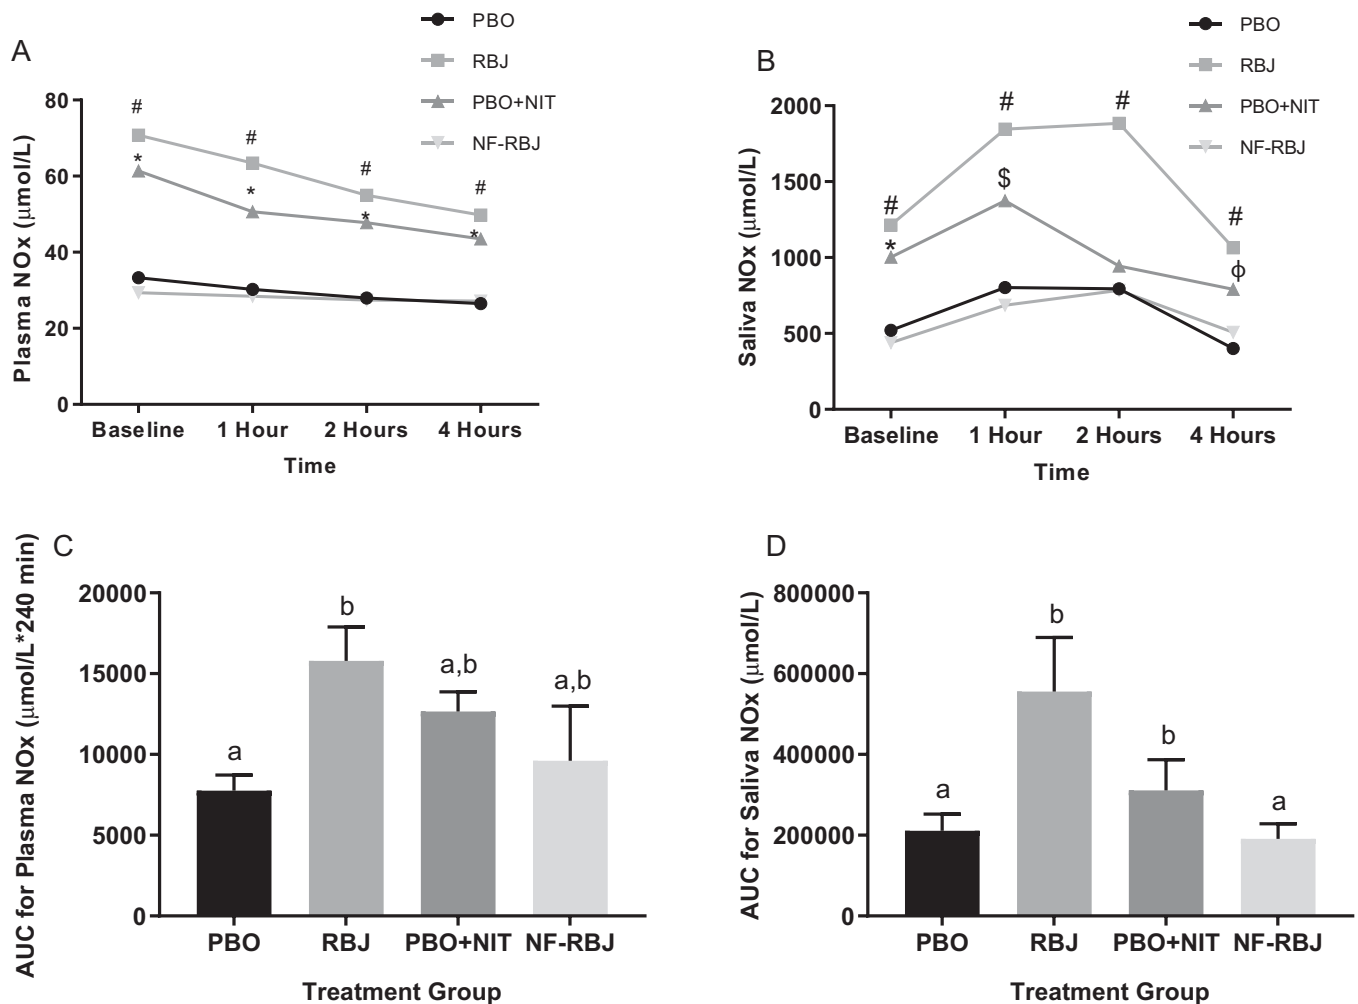 A
PBO
RBJ
PBO+NIT
NF-RBJ
Plasma NOx (μmol/L)
80
60
40
20
0
#
#
#
#
*
*
*
*
Baseline 1 Hour 2 Hours 4 Hours
Time
B
PBO
RBJ
PBO+NIT
NF-RBJ
Saliva NOx (μmol/L)
2000
1500
1000
500
0
# # # #
* $ ϕ
Baseline 1 Hour 2 Hours 4 Hours
Time
C
AUC for Plasma NOx (μmol/L*240 min)
20000
15000
10000
5000
0
a b a,b a,b
PBO RBJ PBO+NIT NF-RBJ
Treatment Group
D
AUC for Saliva NOx (μmol/L)
800000
600000
400000
200000
0
a b b a
PBO RBJ PBO+NIT NF-RBJ
Treatment Group